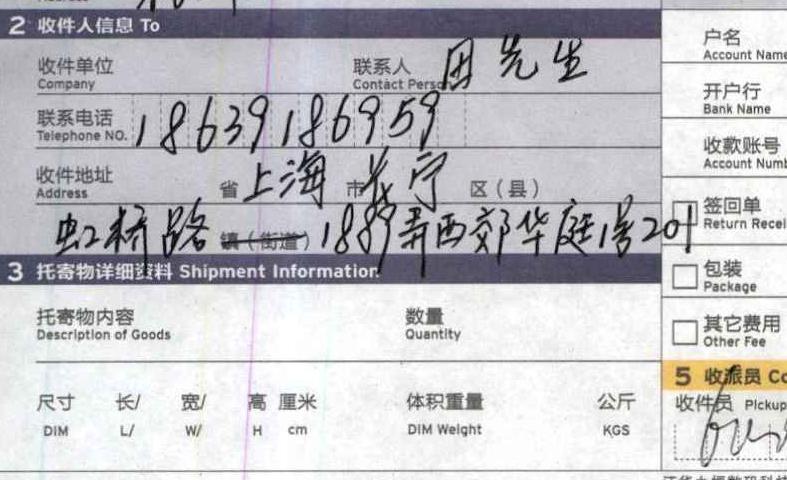 2 收件人信息 To
收件单位 联系人 田先生
Company Contact Person
联系电话 18639186959
Telephone NO.
收件地址 省 上海 市 长宁 区(县)
Address
虹桥路 镇(街道) 1889弄西郊华庭1号201
3 托寄物详细资料 Shipment Information
托寄物内容 数量
Description of Goods Quantity
尺寸 长/ 宽/ 高 厘米 体积重量 公斤
DIM L/ W/ H cm DIM Weight KGS
户名
Account Name
开户行
Bank Name
收款账号
Account Numb
签回单
Return Recei
包装
Package
其它费用
Other Fee
5 收派员 Co
收件员 Pickup